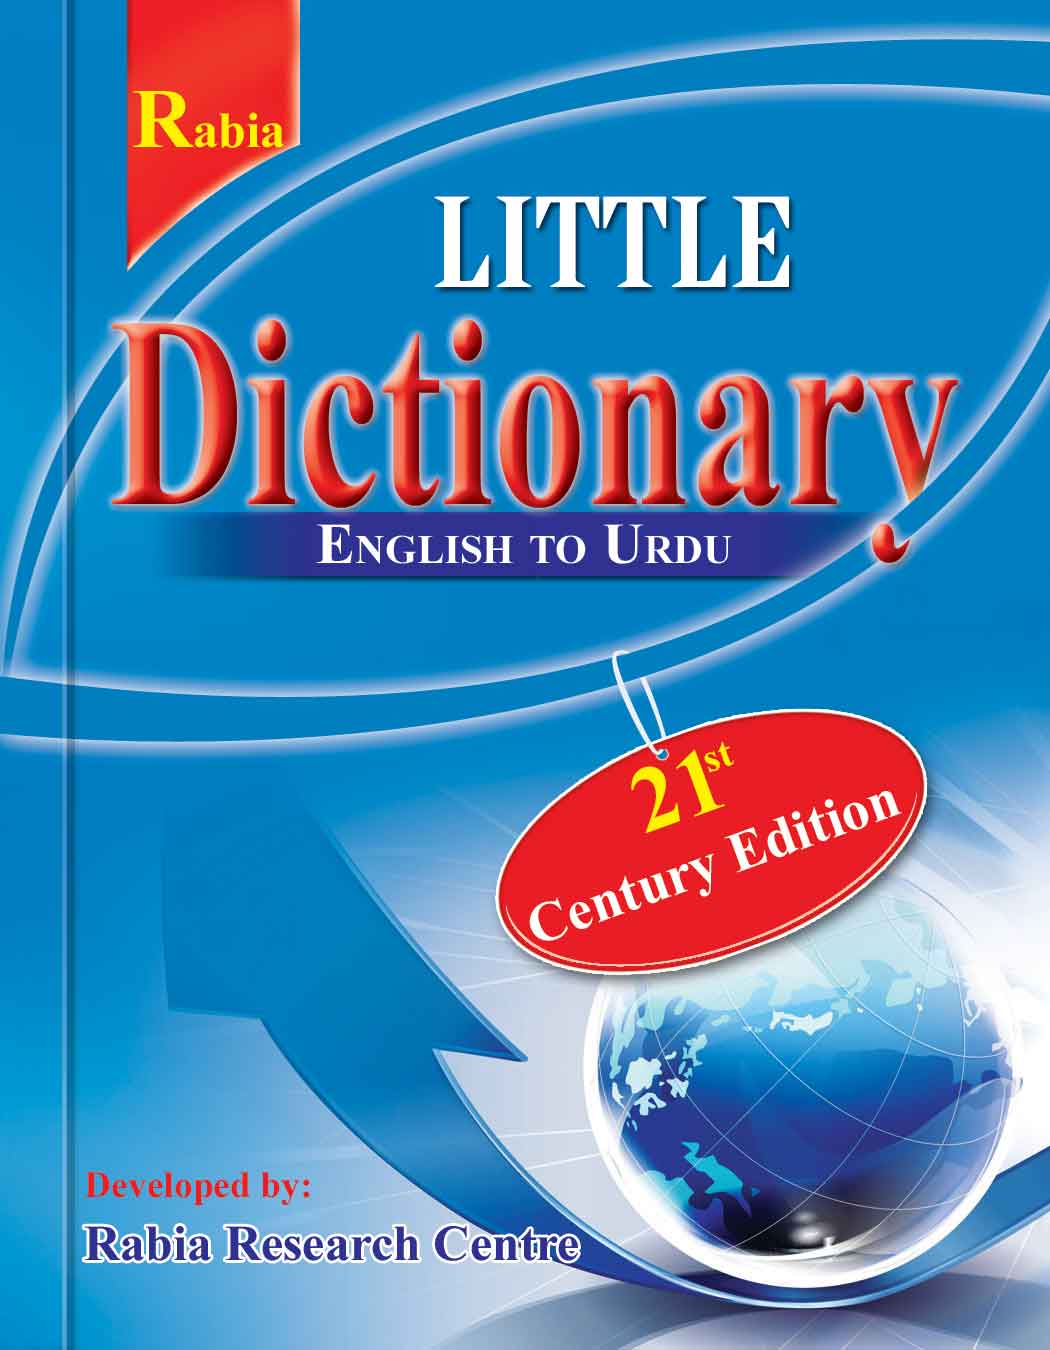 Rabia
LITTLE
Dictionary
ENGLISH TO URDU
21st
Century Edition
Developed by:
Rabia Research Centre